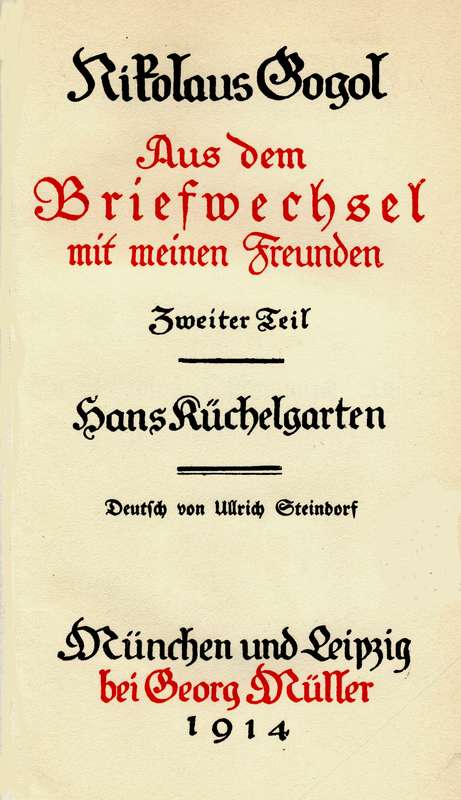 Nikolaus Gogol
Aus dem
Briefwechsel
mit meinen Freunden
Zweiter Teil
Hans Küchelgarten
Deutsch von Ullrich Steindorf
München und Leipzig
bei Georg Müller
1914